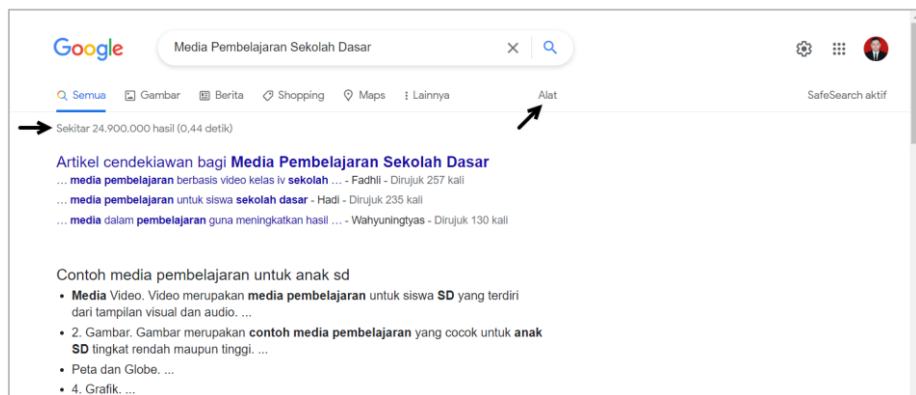 Google
Media Pembelajaran Sekolah Dasar
Semua Gambar Berita Shopping Maps Lainnya Alat SafeSearch aktif
Sekitar 24.900.000 hasil (0,44 detik)
Artikel cendekiawan bagi Media Pembelajaran Sekolah Dasar
... media pembelajaran berbasis video kelas iv sekolah ... - Fadhli - Dirujuk 257 kali
... media pembelajaran untuk siswa sekolah dasar - Hadi - Dirujuk 235 kali
... media dalam pembelajaran guna meningkatkan hasil ... - Wahyuningtyas - Dirujuk 130 kali
Contoh media pembelajaran untuk anak sd
• Media Video. Video merupakan media pembelajaran untuk siswa SD yang terdiri
dari tampilan visual dan audio. ...
• 2. Gambar. Gambar merupakan contoh media pembelajaran yang cocok untuk anak
SD tingkat rendah maupun tinggi. ...
• Peta dan Globe. ...
• 4. Grafik. ...